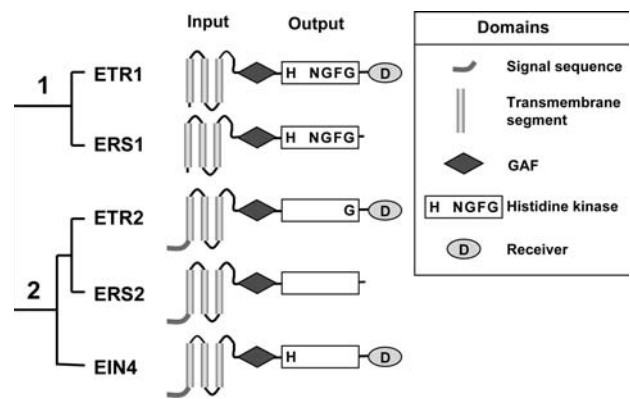 Input Output
1
ETR1 H NGFG D
ERS1 H NGFG
2
ETR2 G D
ERS2
EIN4 H D
Domains
Signal sequence
Transmembrane
segment
GAF
H NGFG Histidine kinase
D Receiver